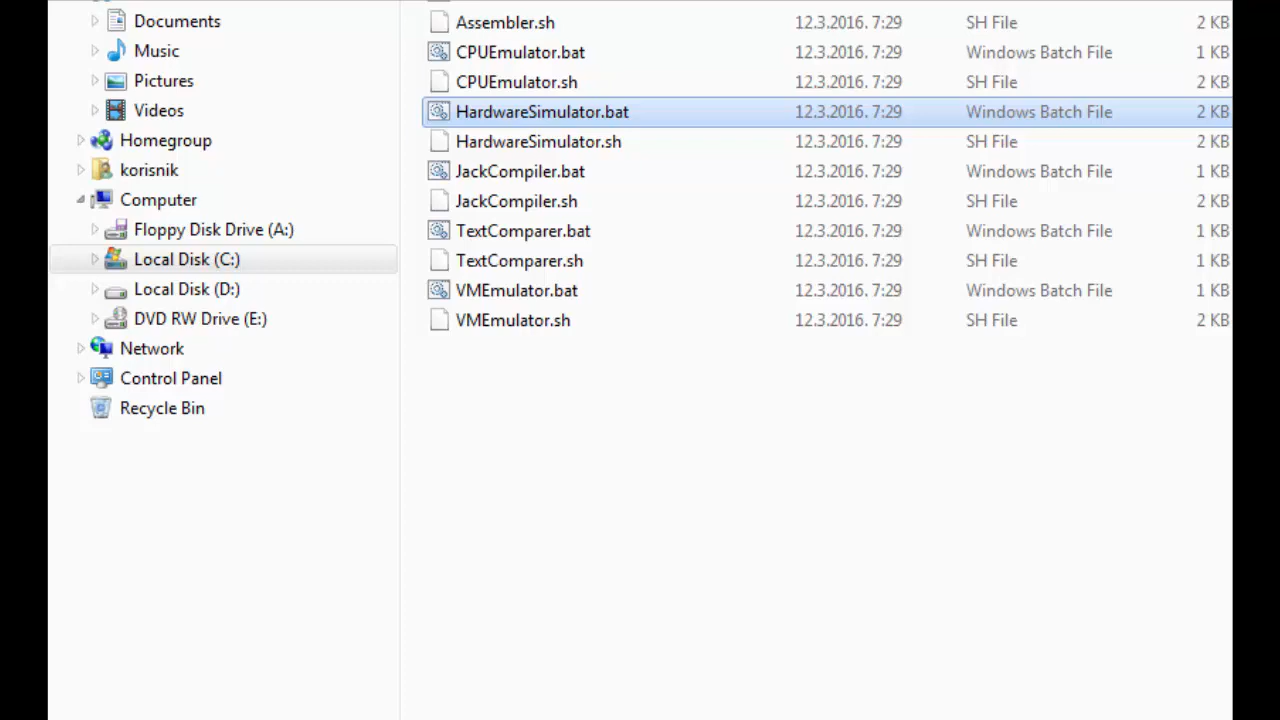 Documents
Music
Pictures
Videos
Homegroup
korisnik
Computer
Floppy Disk Drive (A:)
Local Disk (C:)
Local Disk (D:)
DVD RW Drive (E:)
Network
Control Panel
Recycle Bin
Assembler.sh 12.3.2016. 7:29 SH File 2 KB
CPUEmulator.bat 12.3.2016. 7:29 Windows Batch File 1 KB
CPUEmulator.sh 12.3.2016. 7:29 SH File 2 KB
HardwareSimulator.bat 12.3.2016. 7:29 Windows Batch File 2 KB
HardwareSimulator.sh 12.3.2016. 7:29 SH File 2 KB
JackCompiler.bat 12.3.2016. 7:29 Windows Batch File 1 KB
JackCompiler.sh 12.3.2016. 7:29 SH File 2 KB
TextComparer.bat 12.3.2016. 7:29 Windows Batch File 1 KB
TextComparer.sh 12.3.2016. 7:29 SH File 1 KB
VMEmulator.bat 12.3.2016. 7:29 Windows Batch File 1 KB
VMEmulator.sh 12.3.2016. 7:29 SH File 2 KB